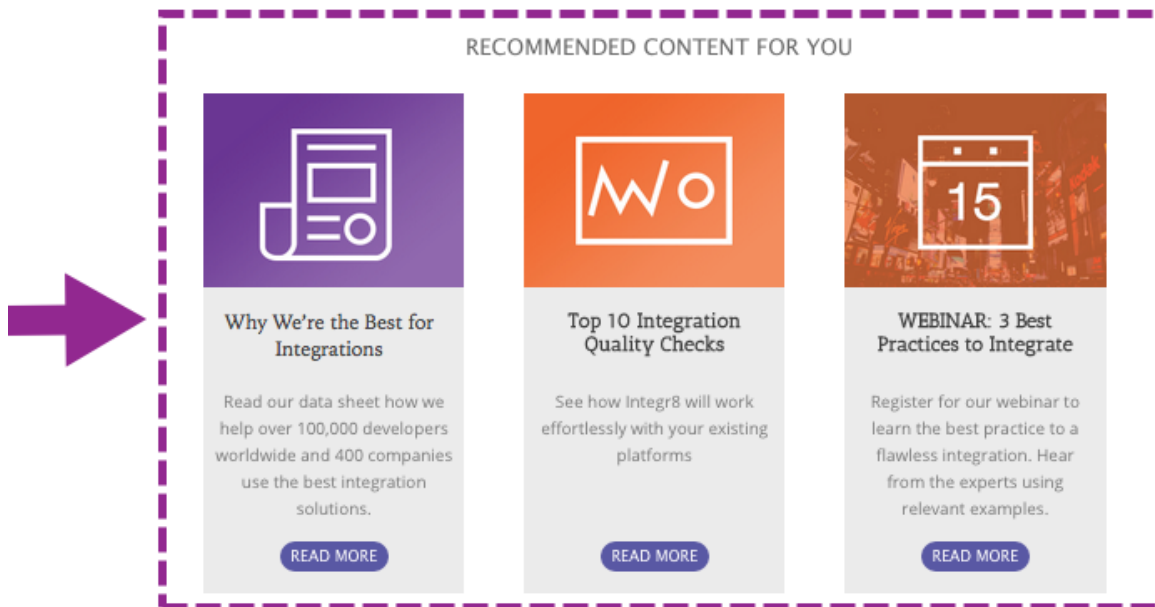 RECOMMENDED CONTENT FOR YOU
15
Why We're the Best for
Integrations
Read our data sheet how we
help over 100,000 developers
worldwide and 400 companies
use the best integration
solutions.
READ MORE
Top 10 Integration
Quality Checks
See how Integr8 will work
effortlessly with your existing
platforms
READ MORE
WEBINAR: 3 Best
Practices to Integrate
Register for our webinar to
learn the best practice to a
flawless integration. Hear
from the experts using
relevant examples.
READ MORE